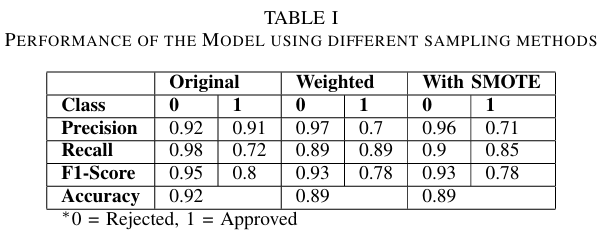 TABLE I
PERFORMANCE OF THE MODEL USING DIFFERENT SAMPLING METHODS
Original Weighted With SMOTE
Class 0 1 0 1 0 1
Precision 0.92 0.91 0.97 0.7 0.96 0.71
Recall 0.98 0.72 0.89 0.89 0.9 0.85
F1-Score 0.95 0.8 0.93 0.78 0.93 0.78
Accuracy 0.92 0.89 0.89
*0 = Rejected, 1 = Approved